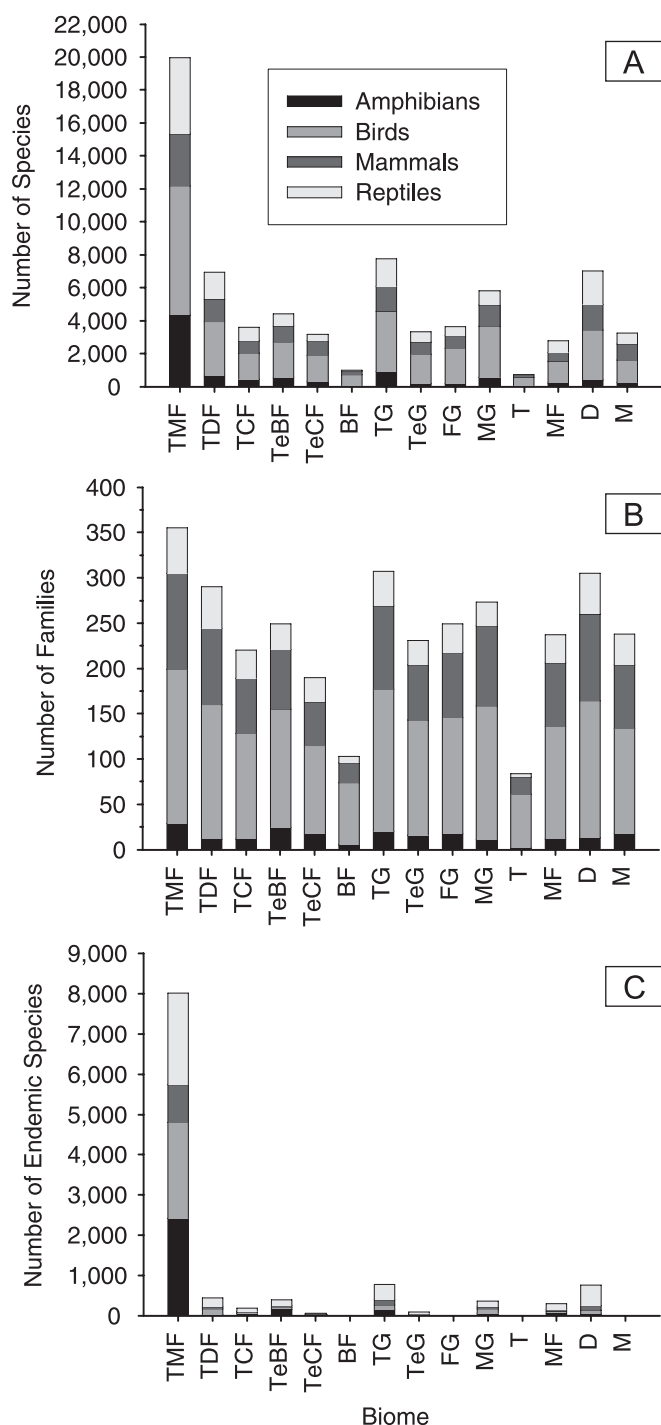 A
Number of Species
22,000
20,000
18,000
16,000
14,000
12,000
10,000
8,000
6,000
4,000
2,000
0
Amphibians
Birds
Mammals
Reptiles
TMF
TDF
TCF
TeBF
TeCF
BF
TG
TeG
FG
MG
T
MF
D
M
B
Number of Families
400
350
300
250
200
150
100
50
0
TMF
TDF
TCF
TeBF
TeCF
BF
TG
TeG
FG
MG
T
MF
D
M
C
Number of Endemic Species
9,000
8,000
7,000
6,000
5,000
4,000
3,000
2,000
1,000
0
TMF
TDF
TCF
TeBF
TeCF
BF
TG
TeG
FG
MG
T
MF
D
M
Biome